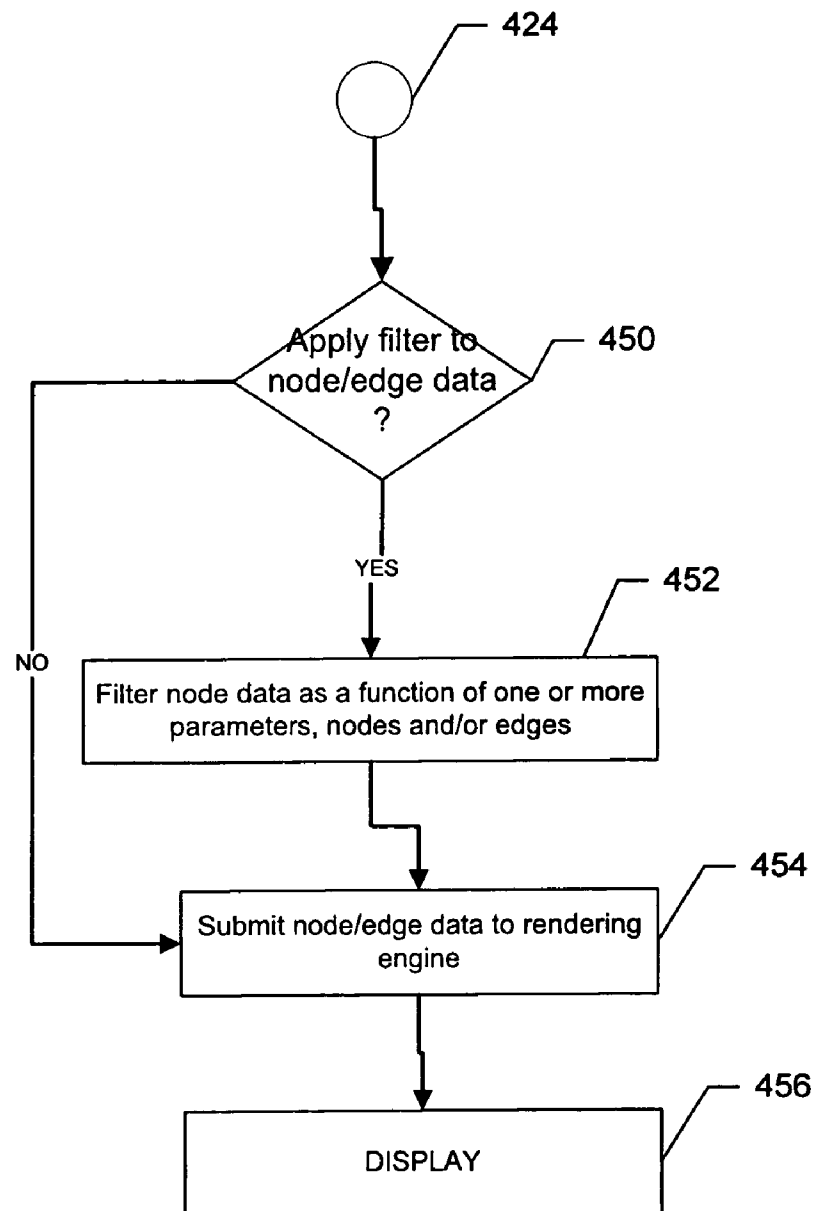 424
Apply filter to
node/edge data
?
450
YES
452
NO
Filter node data as a function of one or more
parameters, nodes and/or edges
454
Submit node/edge data to rendering
engine
456
DISPLAY